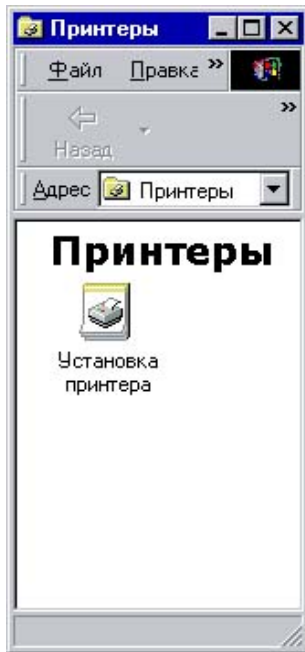 Принтеры
Файл Правка »
»
Назад
Адрес Принтеры
Принтеры
Установка
принтера